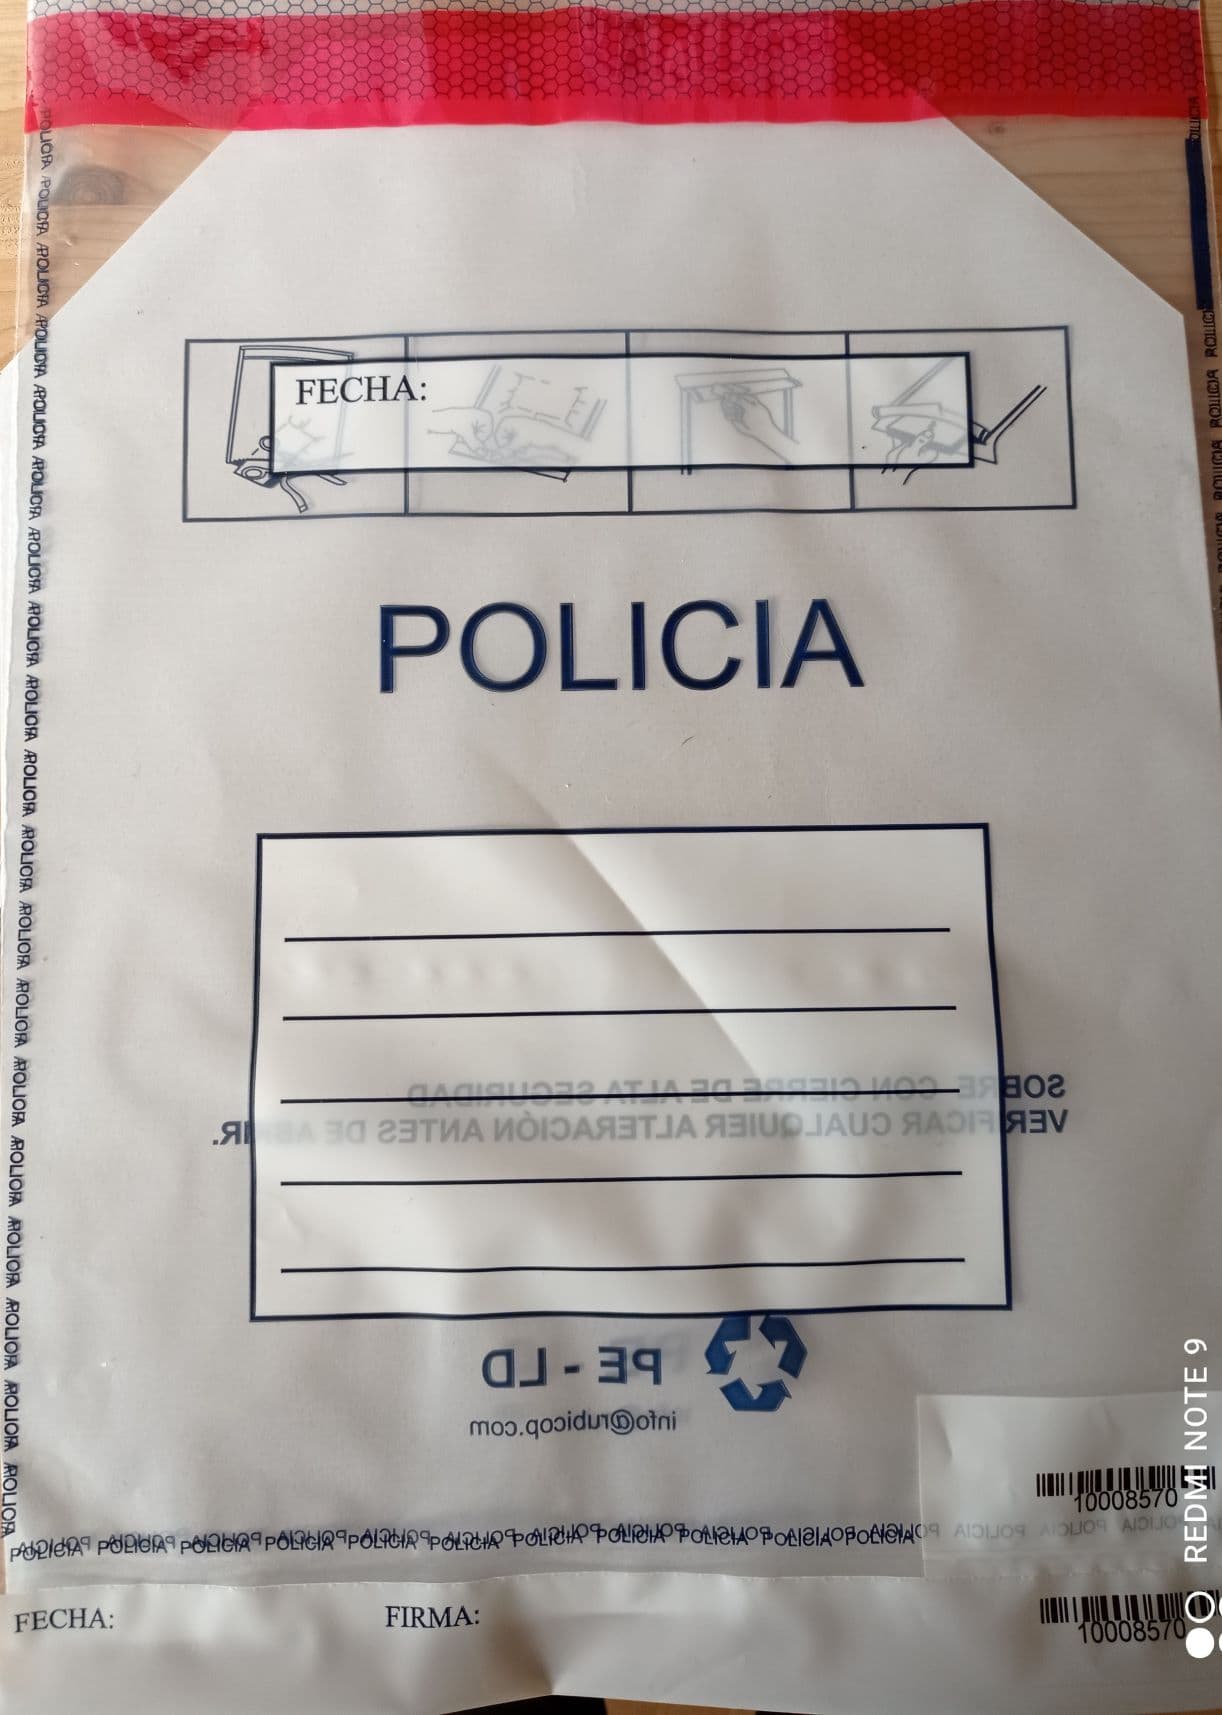 FECHA:
POLICIA
SOBRE CON CIERRE DE ALTA SEGURIDAD
VERIFICAR CUALQUIER ALTERACIÓN ANTES DE ABRIR.
PE - LD
info@rubicop.com
10008570
POLICIA POLICIA POLICIA POLICIA POLICIA POLICIA POLICIA POLICIA POLICIA POLICIA POLICIA
FECHA: FIRMA:
10008570
REDMI NOTE 9